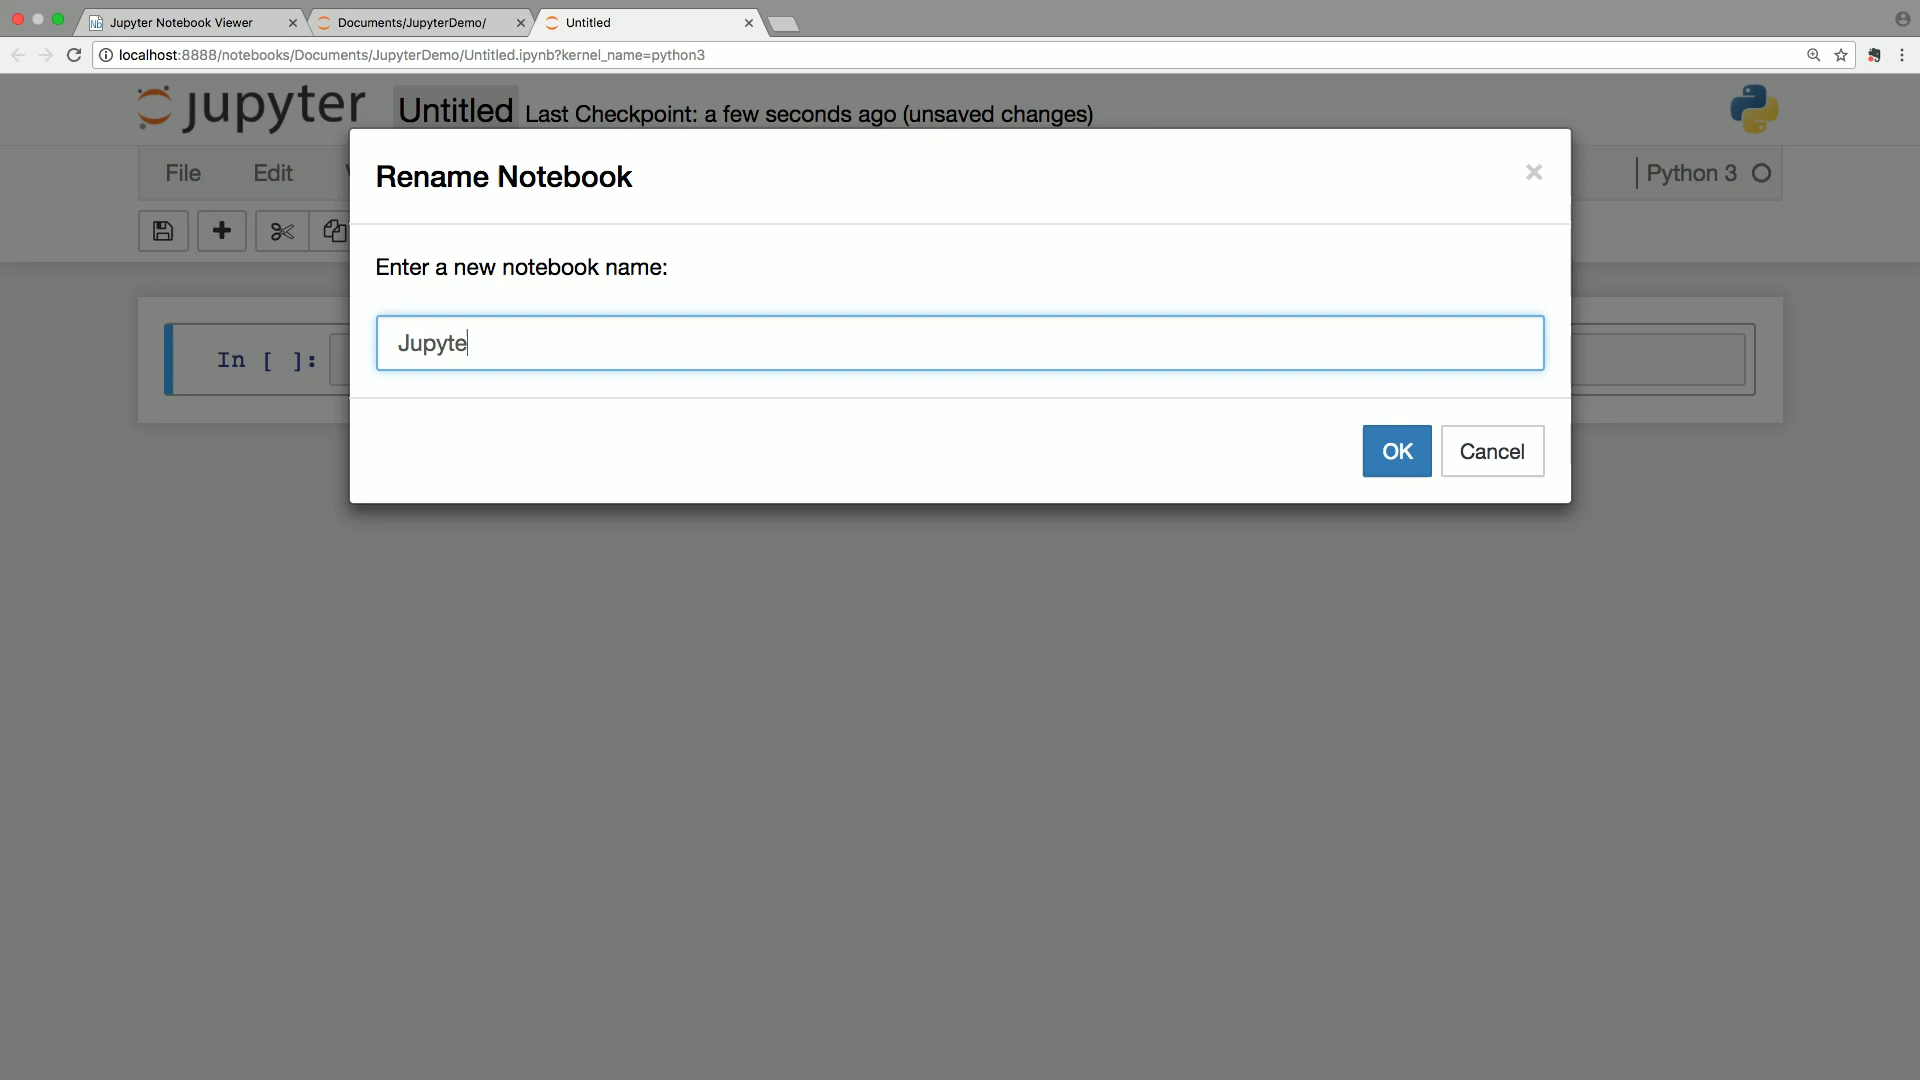 Jupyter Notebook Viewer
Documents/JupyterDemo/
Untitled
localhost:8888/notebooks/Documents/JupyterDemo/Untitled.ipynb?kernel_name=python3
jupyter Untitled Last Checkpoint: a few seconds ago (unsaved changes)
File Edit
Python 3
Rename Notebook
Enter a new notebook name:
Jupyte
In [ ]:
OK Cancel